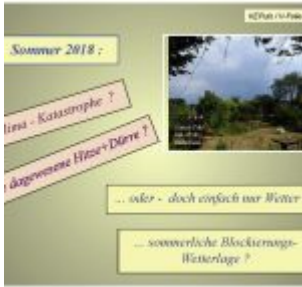 Sommer 2018 :
lima - Katastrophe ?
dagewesene Hitze+Dürre ?
... oder - doch einfach nur Wetter
... sommerliche Blockierungs-
Wetterlage ?